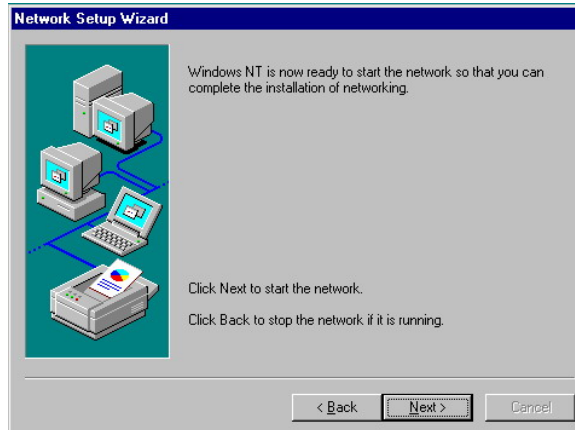 Network Setup Wizard
Windows NT is now ready to start the network so that you can
complete the installation of networking.
Click Next to start the network.
Click Back to stop the network if it is running.
< Back
Next >
Cancel